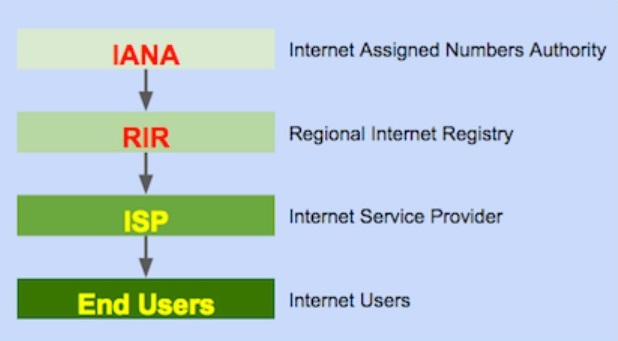 IANA Internet Assigned Numbers Authority
RIR Regional Internet Registry
ISP Internet Service Provider
End Users Internet Users